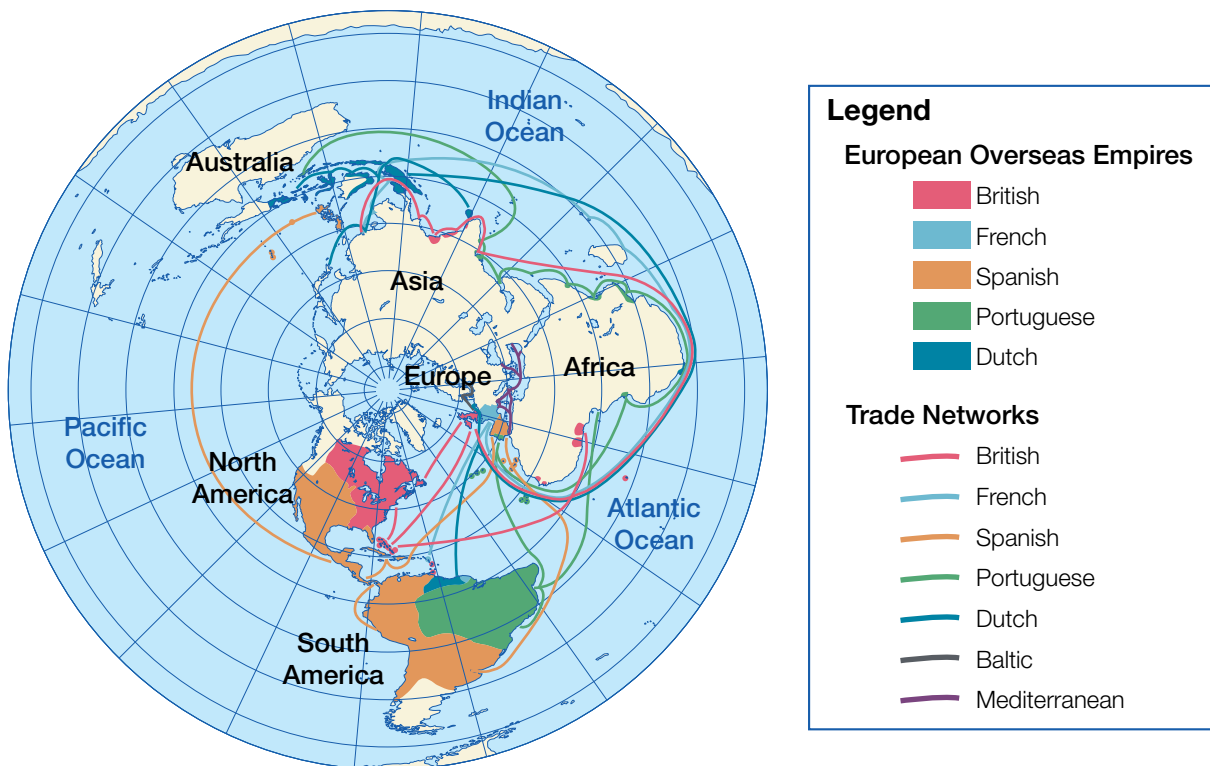 Indian
Ocean
Australia
Asia
Europe
Africa
Pacific
Ocean
North
America
Atlantic
Ocean
South
America
Legend
European Overseas Empires
British
French
Spanish
Portuguese
Dutch
Trade Networks
British
French
Spanish
Portuguese
Dutch
Baltic
Mediterranean